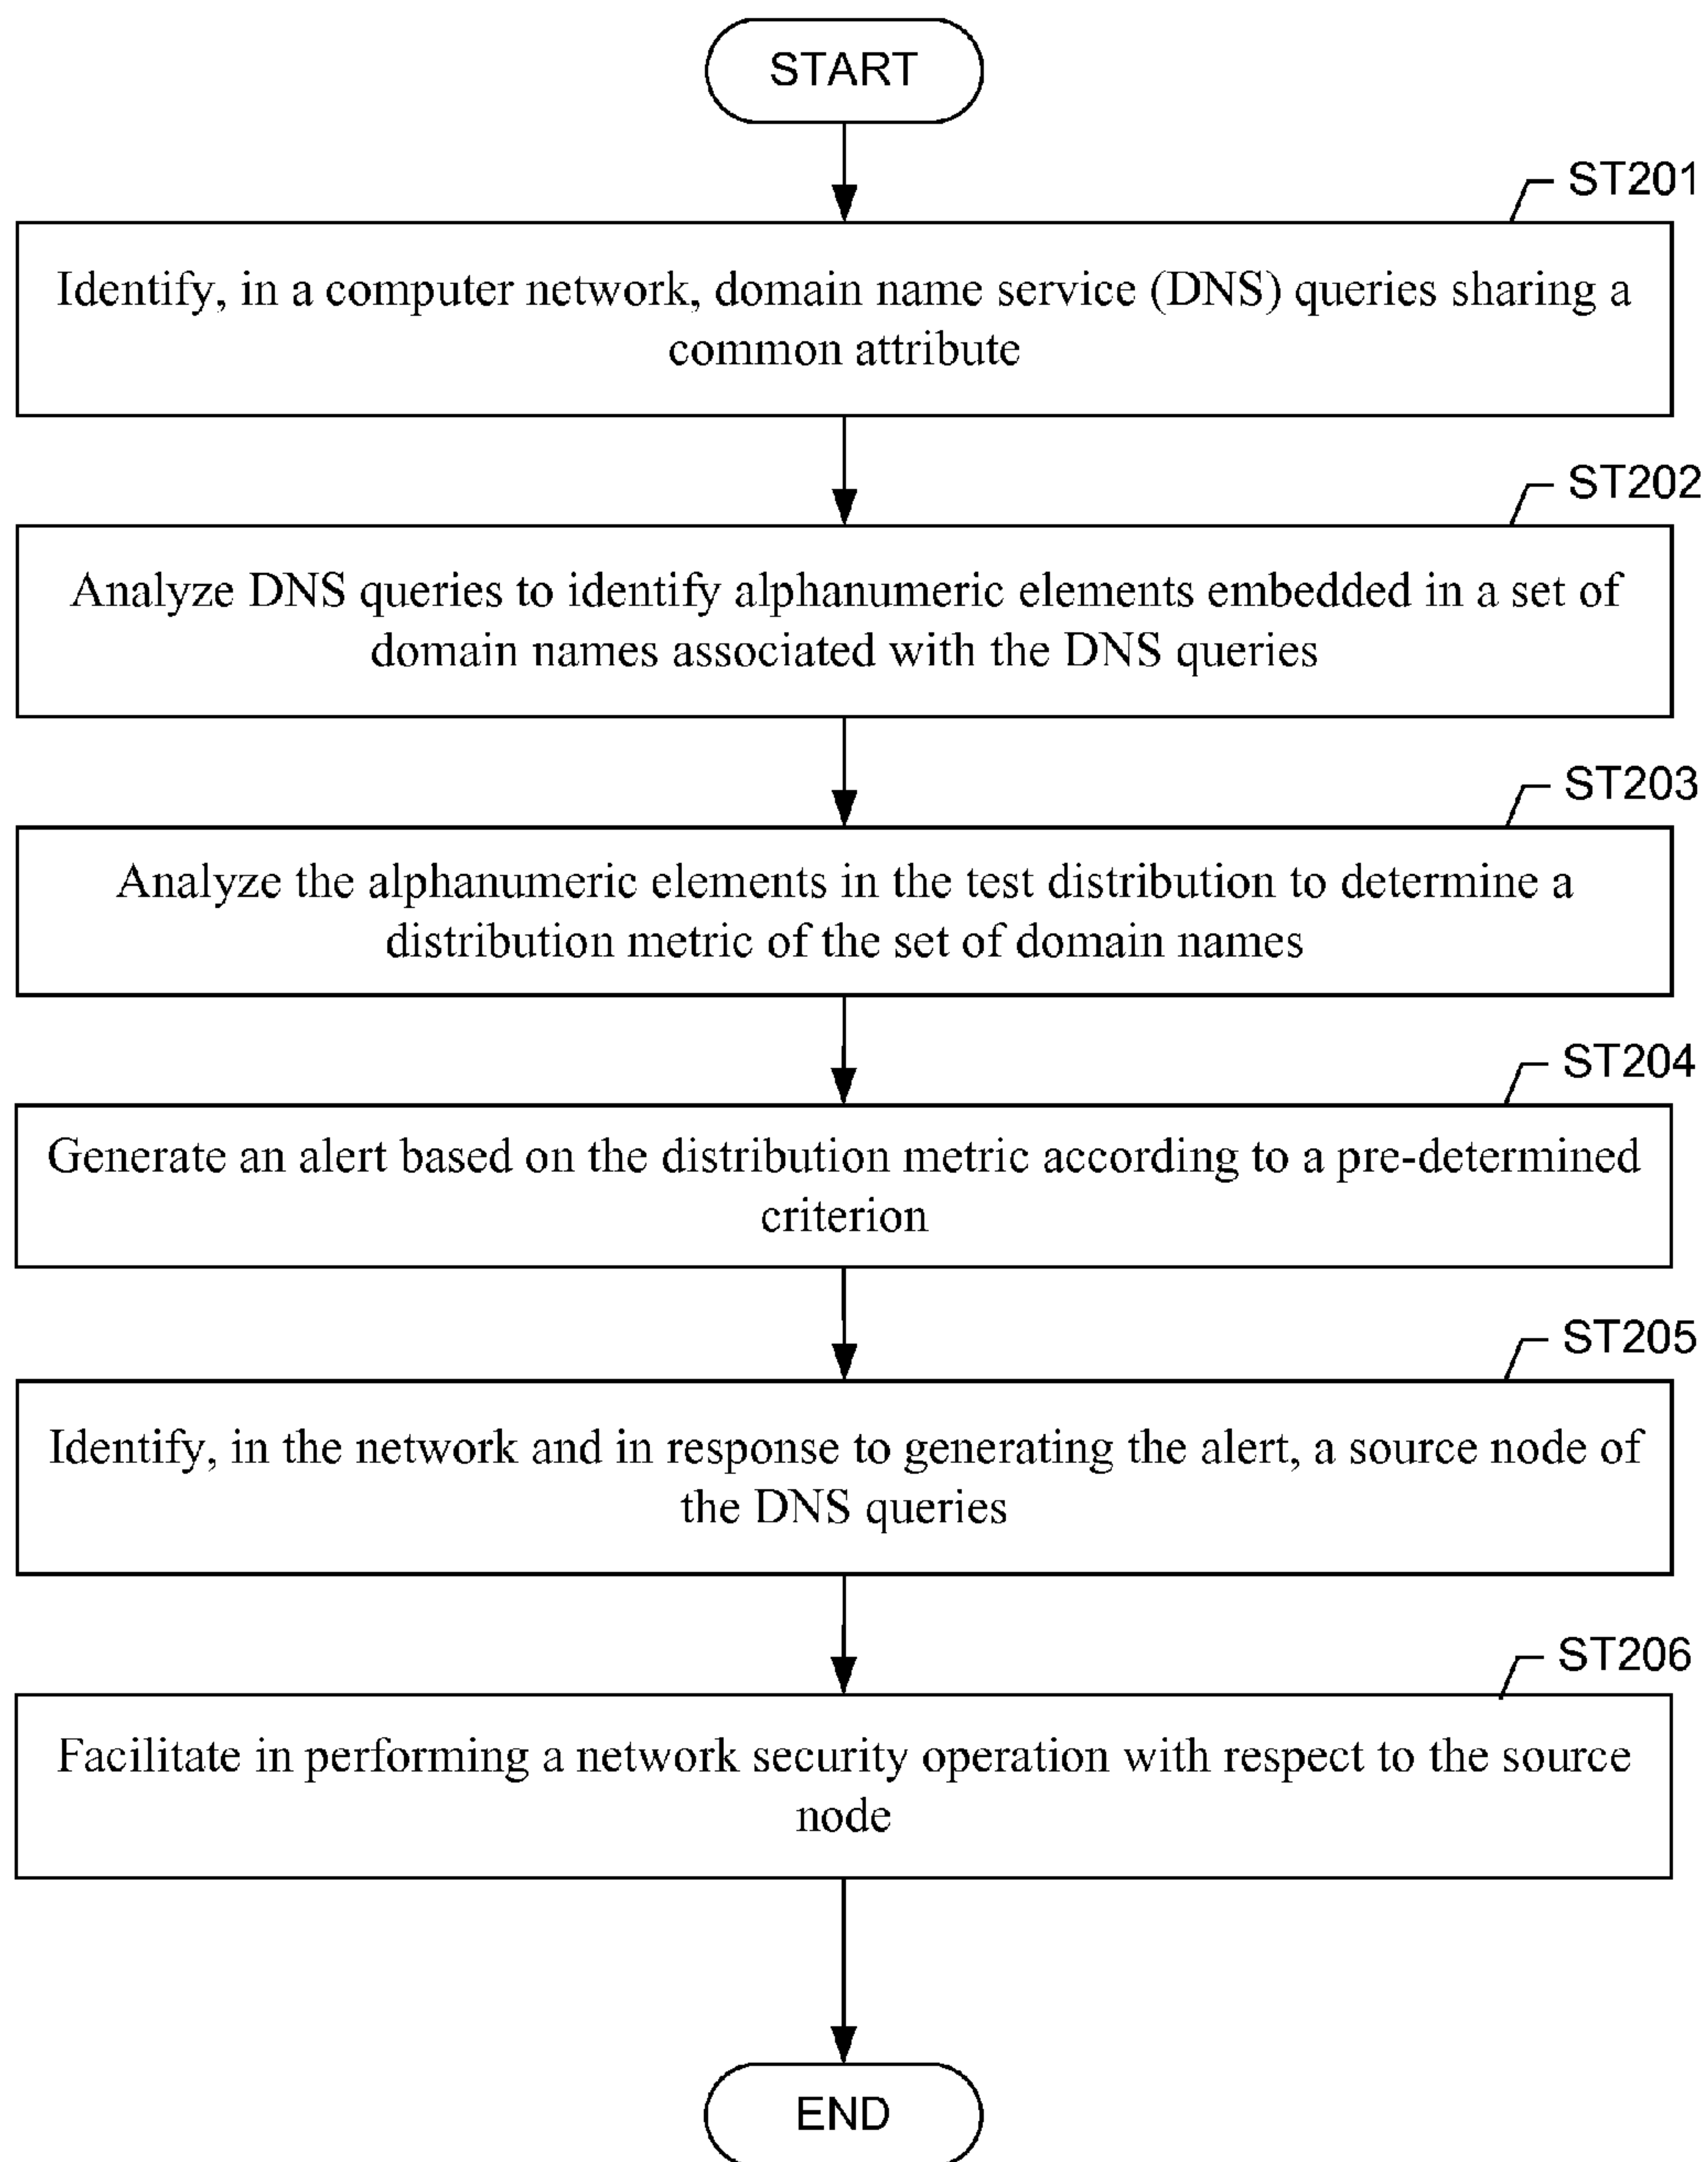 START
ST201
Identify, in a computer network, domain name service (DNS) queries sharing a
common attribute
ST202
Analyze DNS queries to identify alphanumeric elements embedded in a set of
domain names associated with the DNS queries
ST203
Analyze the alphanumeric elements in the test distribution to determine a
distribution metric of the set of domain names
ST204
Generate an alert based on the distribution metric according to a pre-determined
criterion
ST205
Identify, in the network and in response to generating the alert, a source node of
the DNS queries
ST206
Facilitate in performing a network security operation with respect to the source
node
END